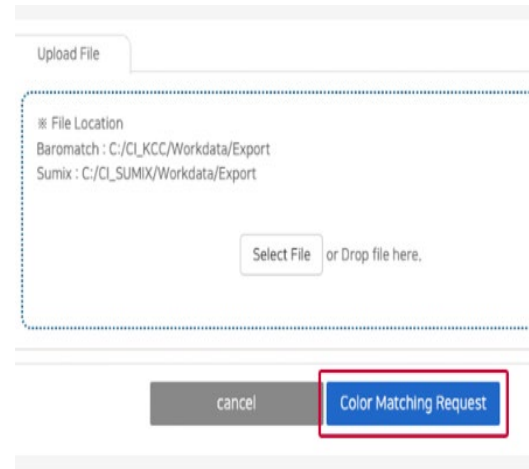 Upload File
※ File Location
Baromatch : C:/CI_KCC/Workdata/Export
Sumix : C:/CI_SUMIX/Workdata/Export
Select File or Drop file here.
cancel Color Matching Request